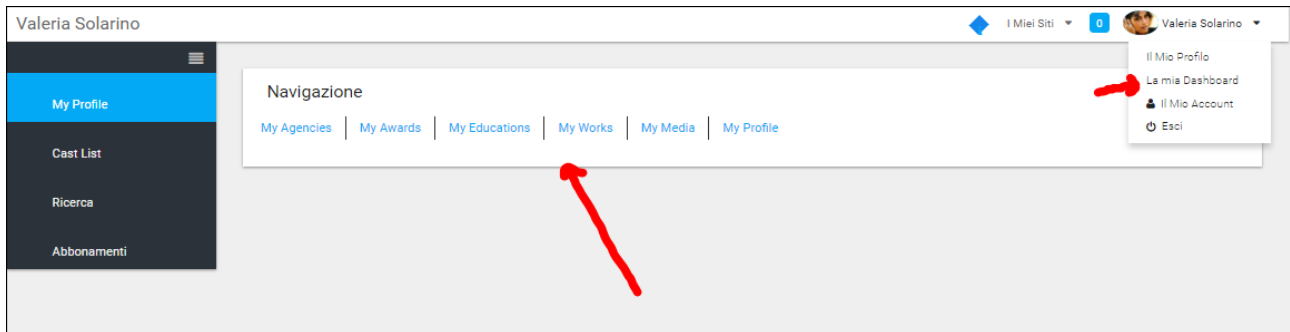 Valeria Solarino
I Miei Siti
0
Valeria Solarino
Il Mio Profilo
La mia Dashboard
Il Mio Account
Esci
My Profile
Cast List
Ricerca
Abbonamenti
Navigazione
My Agencies My Awards My Educations My Works My Media My Profile